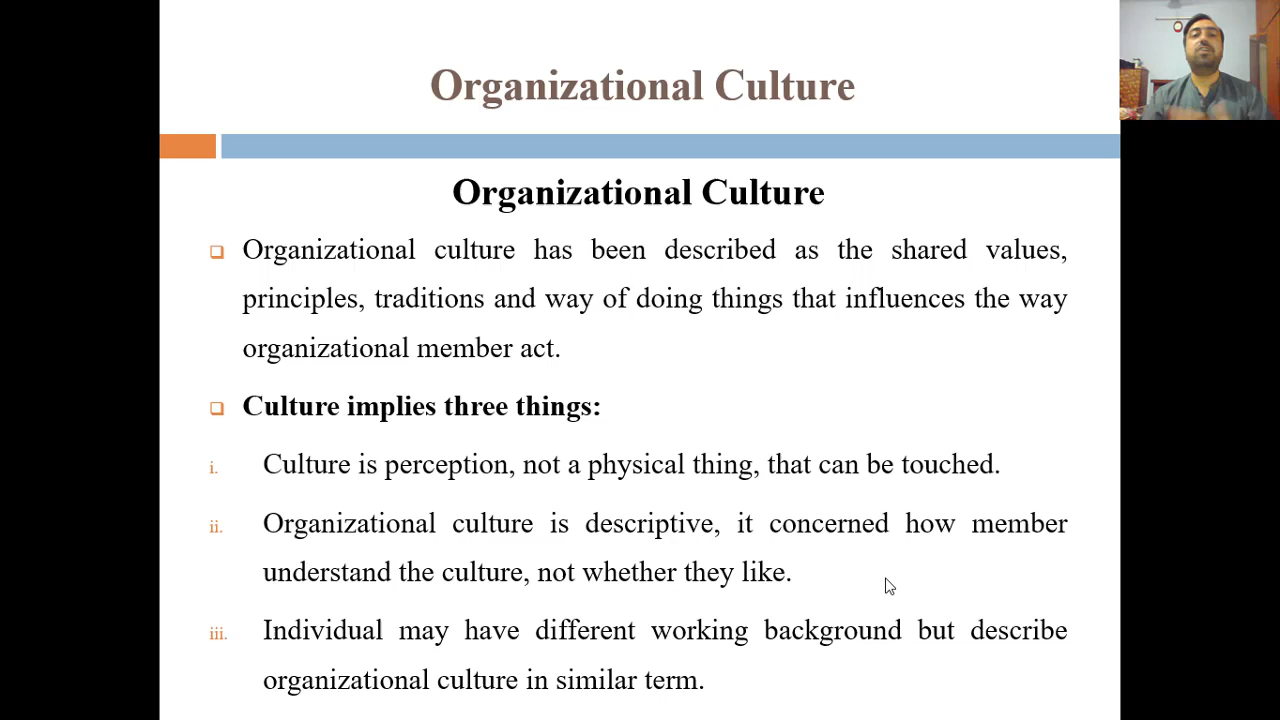 Organizational Culture
Organizational Culture
Organizational culture has been described as the shared values,
principles, traditions and way of doing things that influences the way
organizational member act.
Culture implies three things:
i. Culture is perception, not a physical thing, that can be touched.
ii. Organizational culture is descriptive, it concerned how member
understand the culture, not whether they like.
iii. Individual may have different working background but describe
organizational culture in similar term.